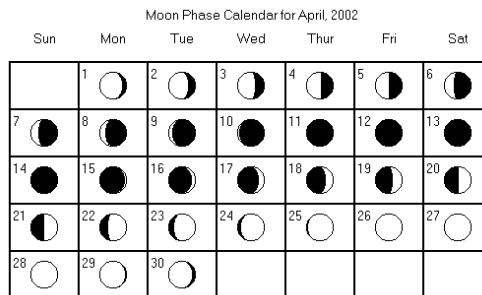 Moon Phase Calendar for April, 2002
Sun Mon Tue Wed Thur Fri Sat
1 2 3 4 5 6
7 8 9 10 11 12 13
14 15 16 17 18 19 20
21 22 23 24 25 26 27
28 29 30